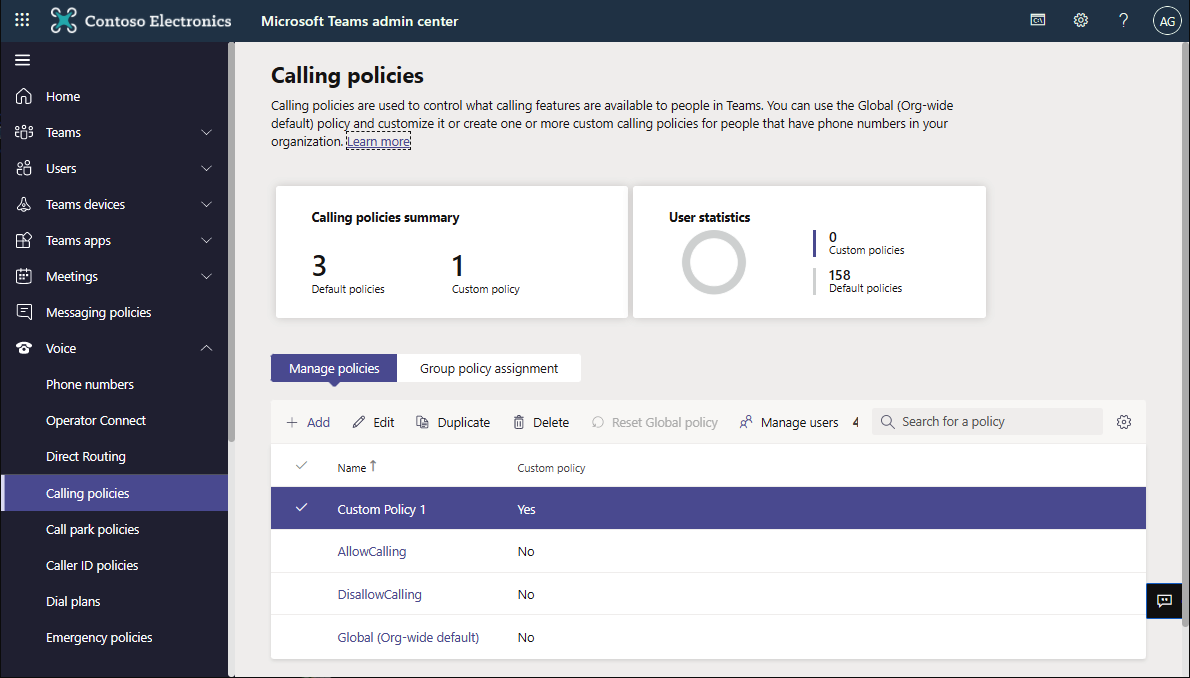 Contoso Electronics
Microsoft Teams admin center
AG
Home
Teams
Users
Teams devices
Teams apps
Meetings
Messaging policies
Voice
Phone numbers
Operator Connect
Direct Routing
Calling policies
Call park policies
Caller ID policies
Dial plans
Emergency policies
Calling policies
Calling policies are used to control what calling features are available to people in Teams. You can use the Global (Org-wide
default) policy and customize it or create one or more custom calling policies for people that have phone numbers in your
organization. Learn more
Calling policies summary
3
Default policies
1
Custom policy
User statistics
0
Custom policies
158
Default policies
Manage policies
Group policy assignment
Add
Edit
Duplicate
Delete
Reset Global policy
Manage users
4
Search for a policy
Name
Custom policy
Custom Policy 1
Yes
AllowCalling
No
DisallowCalling
No
Global (Org-wide default)
No